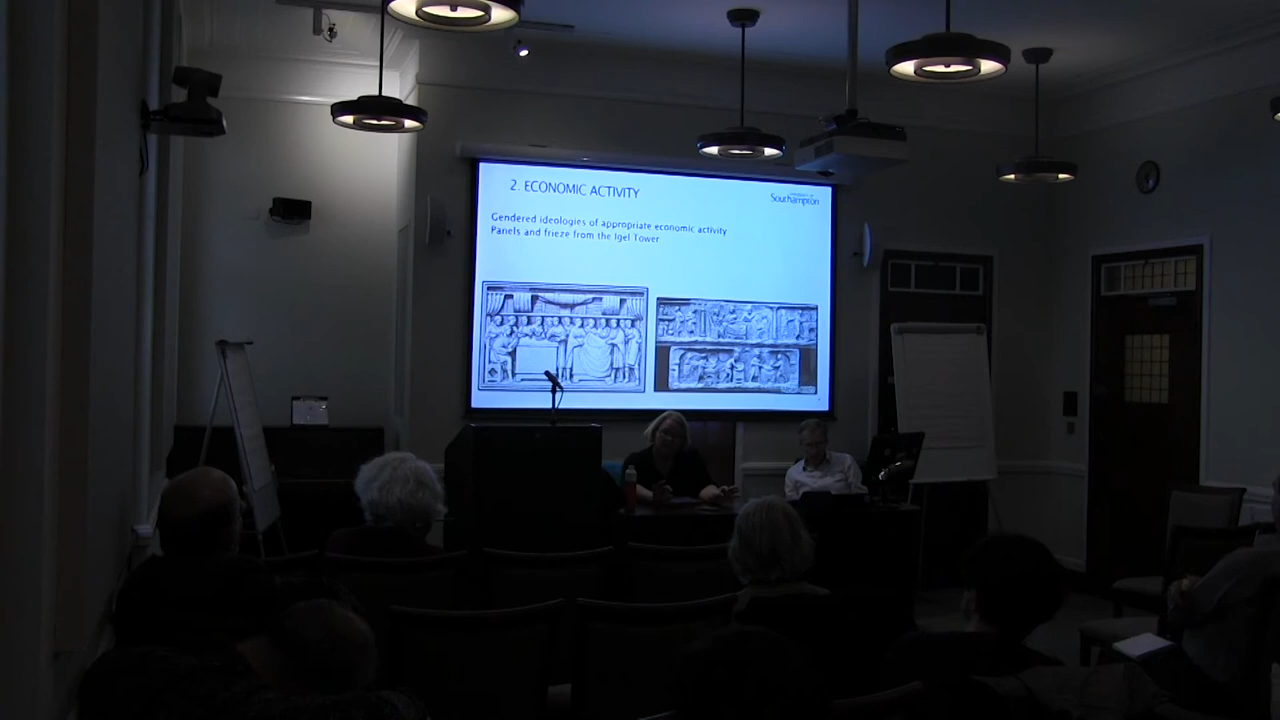 2. ECONOMIC ACTIVITY
Southampton
Gendered ideologies of appropriate economic activity
Panels and frieze from the Igel Tower